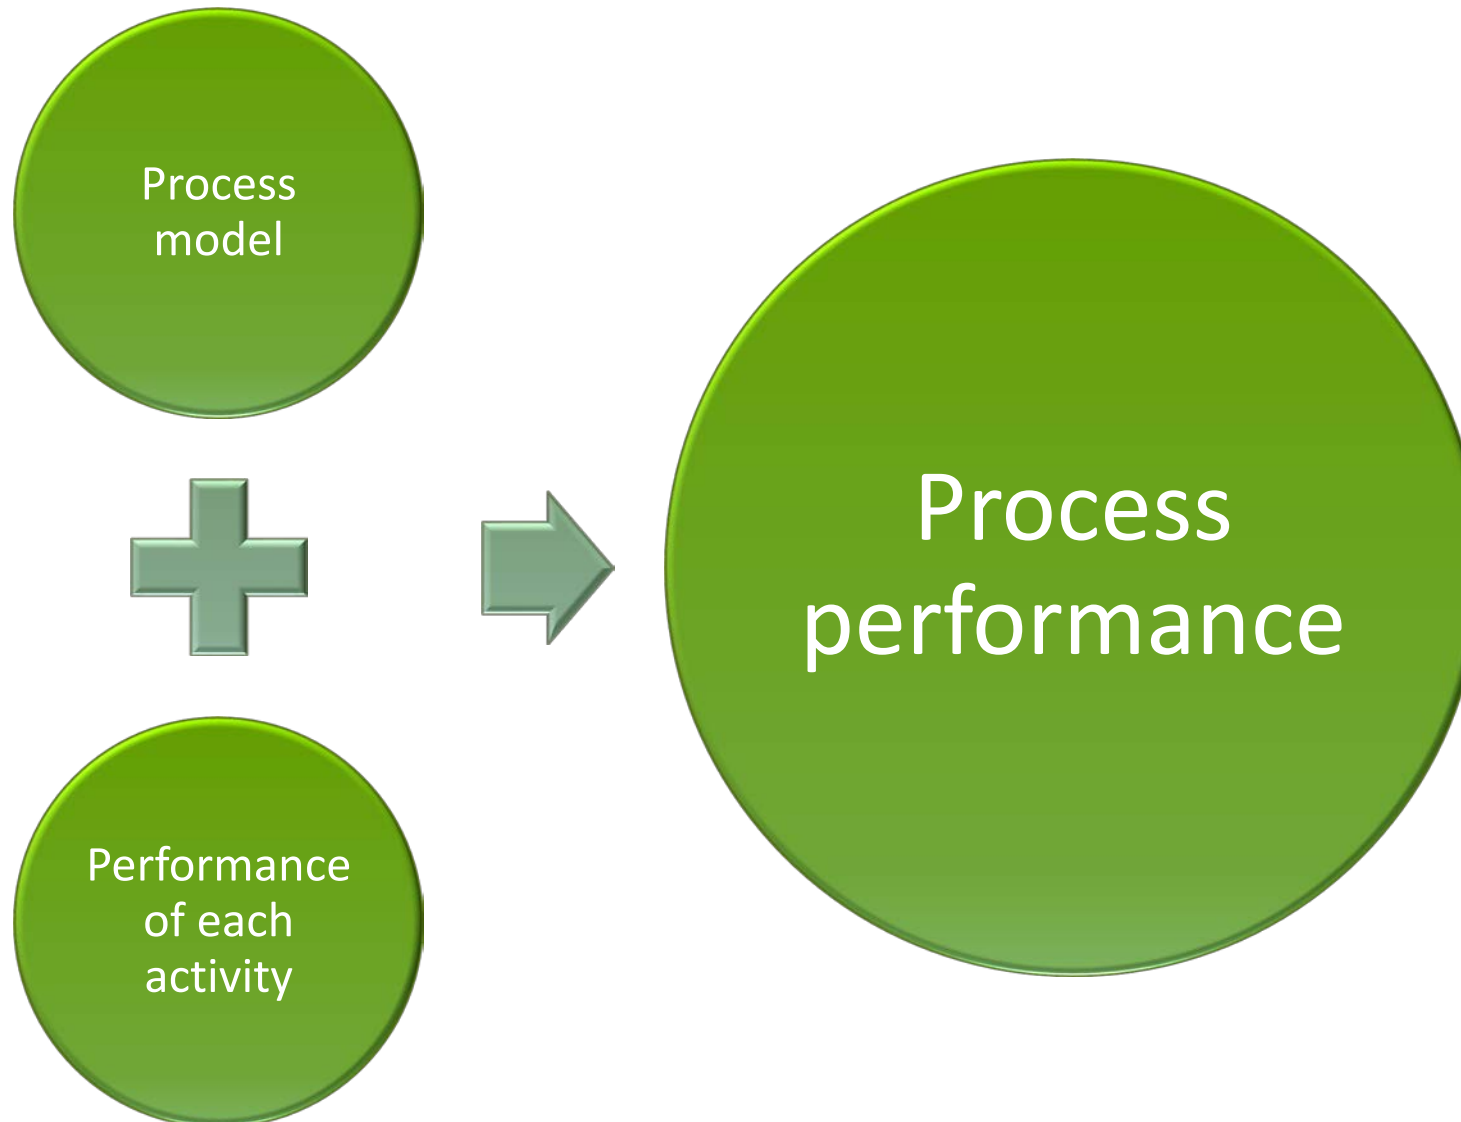 Process
model
Performance
of each
activity
Process
performance